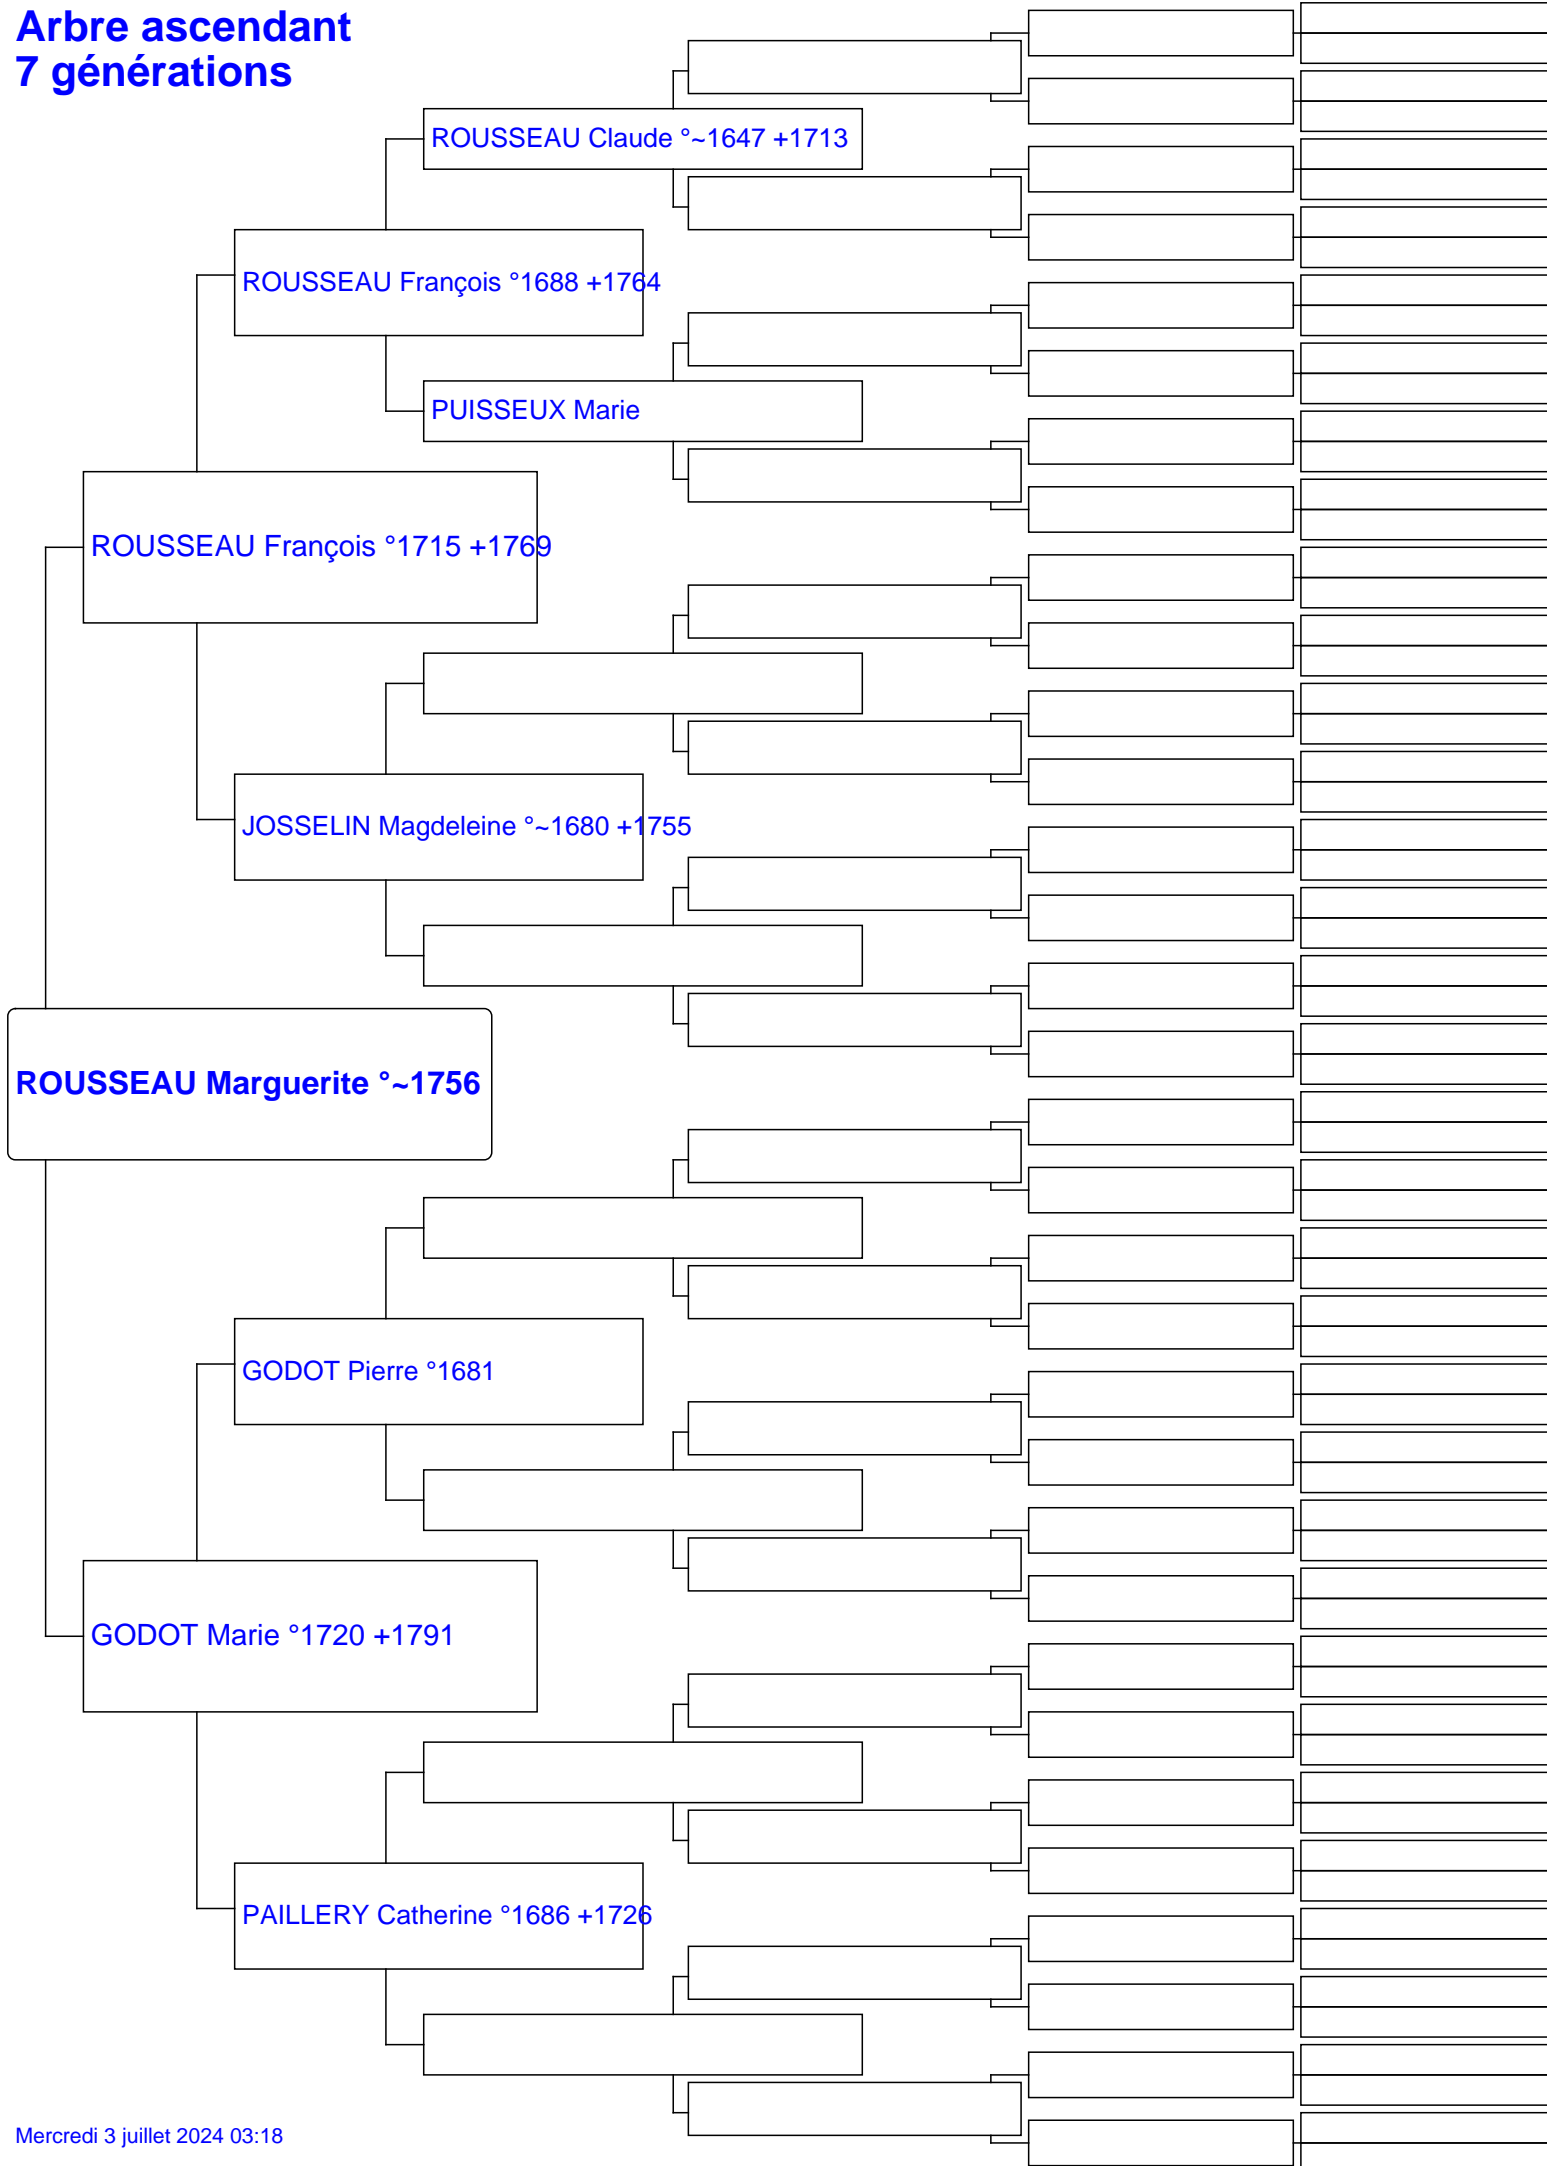 Arbre ascendant
7 générations
ROUSSEAU Claude °~1647 +1713
ROUSSEAU François °1688 +1764
PUISSEUX Marie
ROUSSEAU François °1715 +1769
JOSSELIN Magdeleine °~1680 +1755
ROUSSEAU Marguerite °~1756
GODOT Pierre °1681
GODOT Marie °1720 +1791
PAILLERY Catherine °1686 +1726
Mercredi 3 juillet 2024 03:18